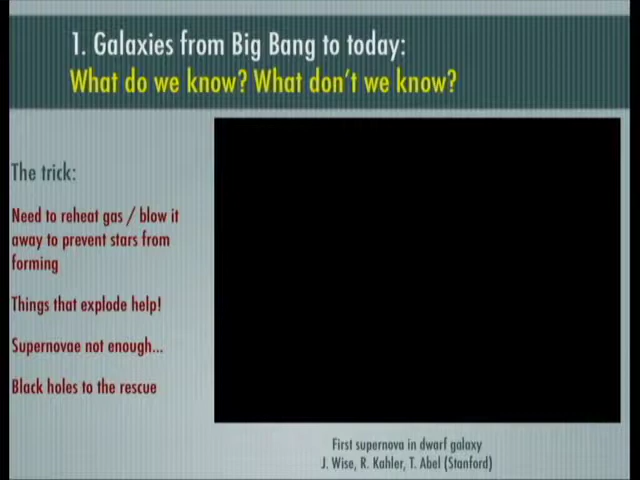 1. Galaxies from Big Bang to today:
What do we know? What don't we know?
The trick:
Need to reheat gas / blow it
away to prevent stars from
forming
Things that explode help!
Supernovae not enough...
Black holes to the rescue
First supernova in dwarf galaxy
J. Wise, R. Kahler, T. Abel (Stanford)